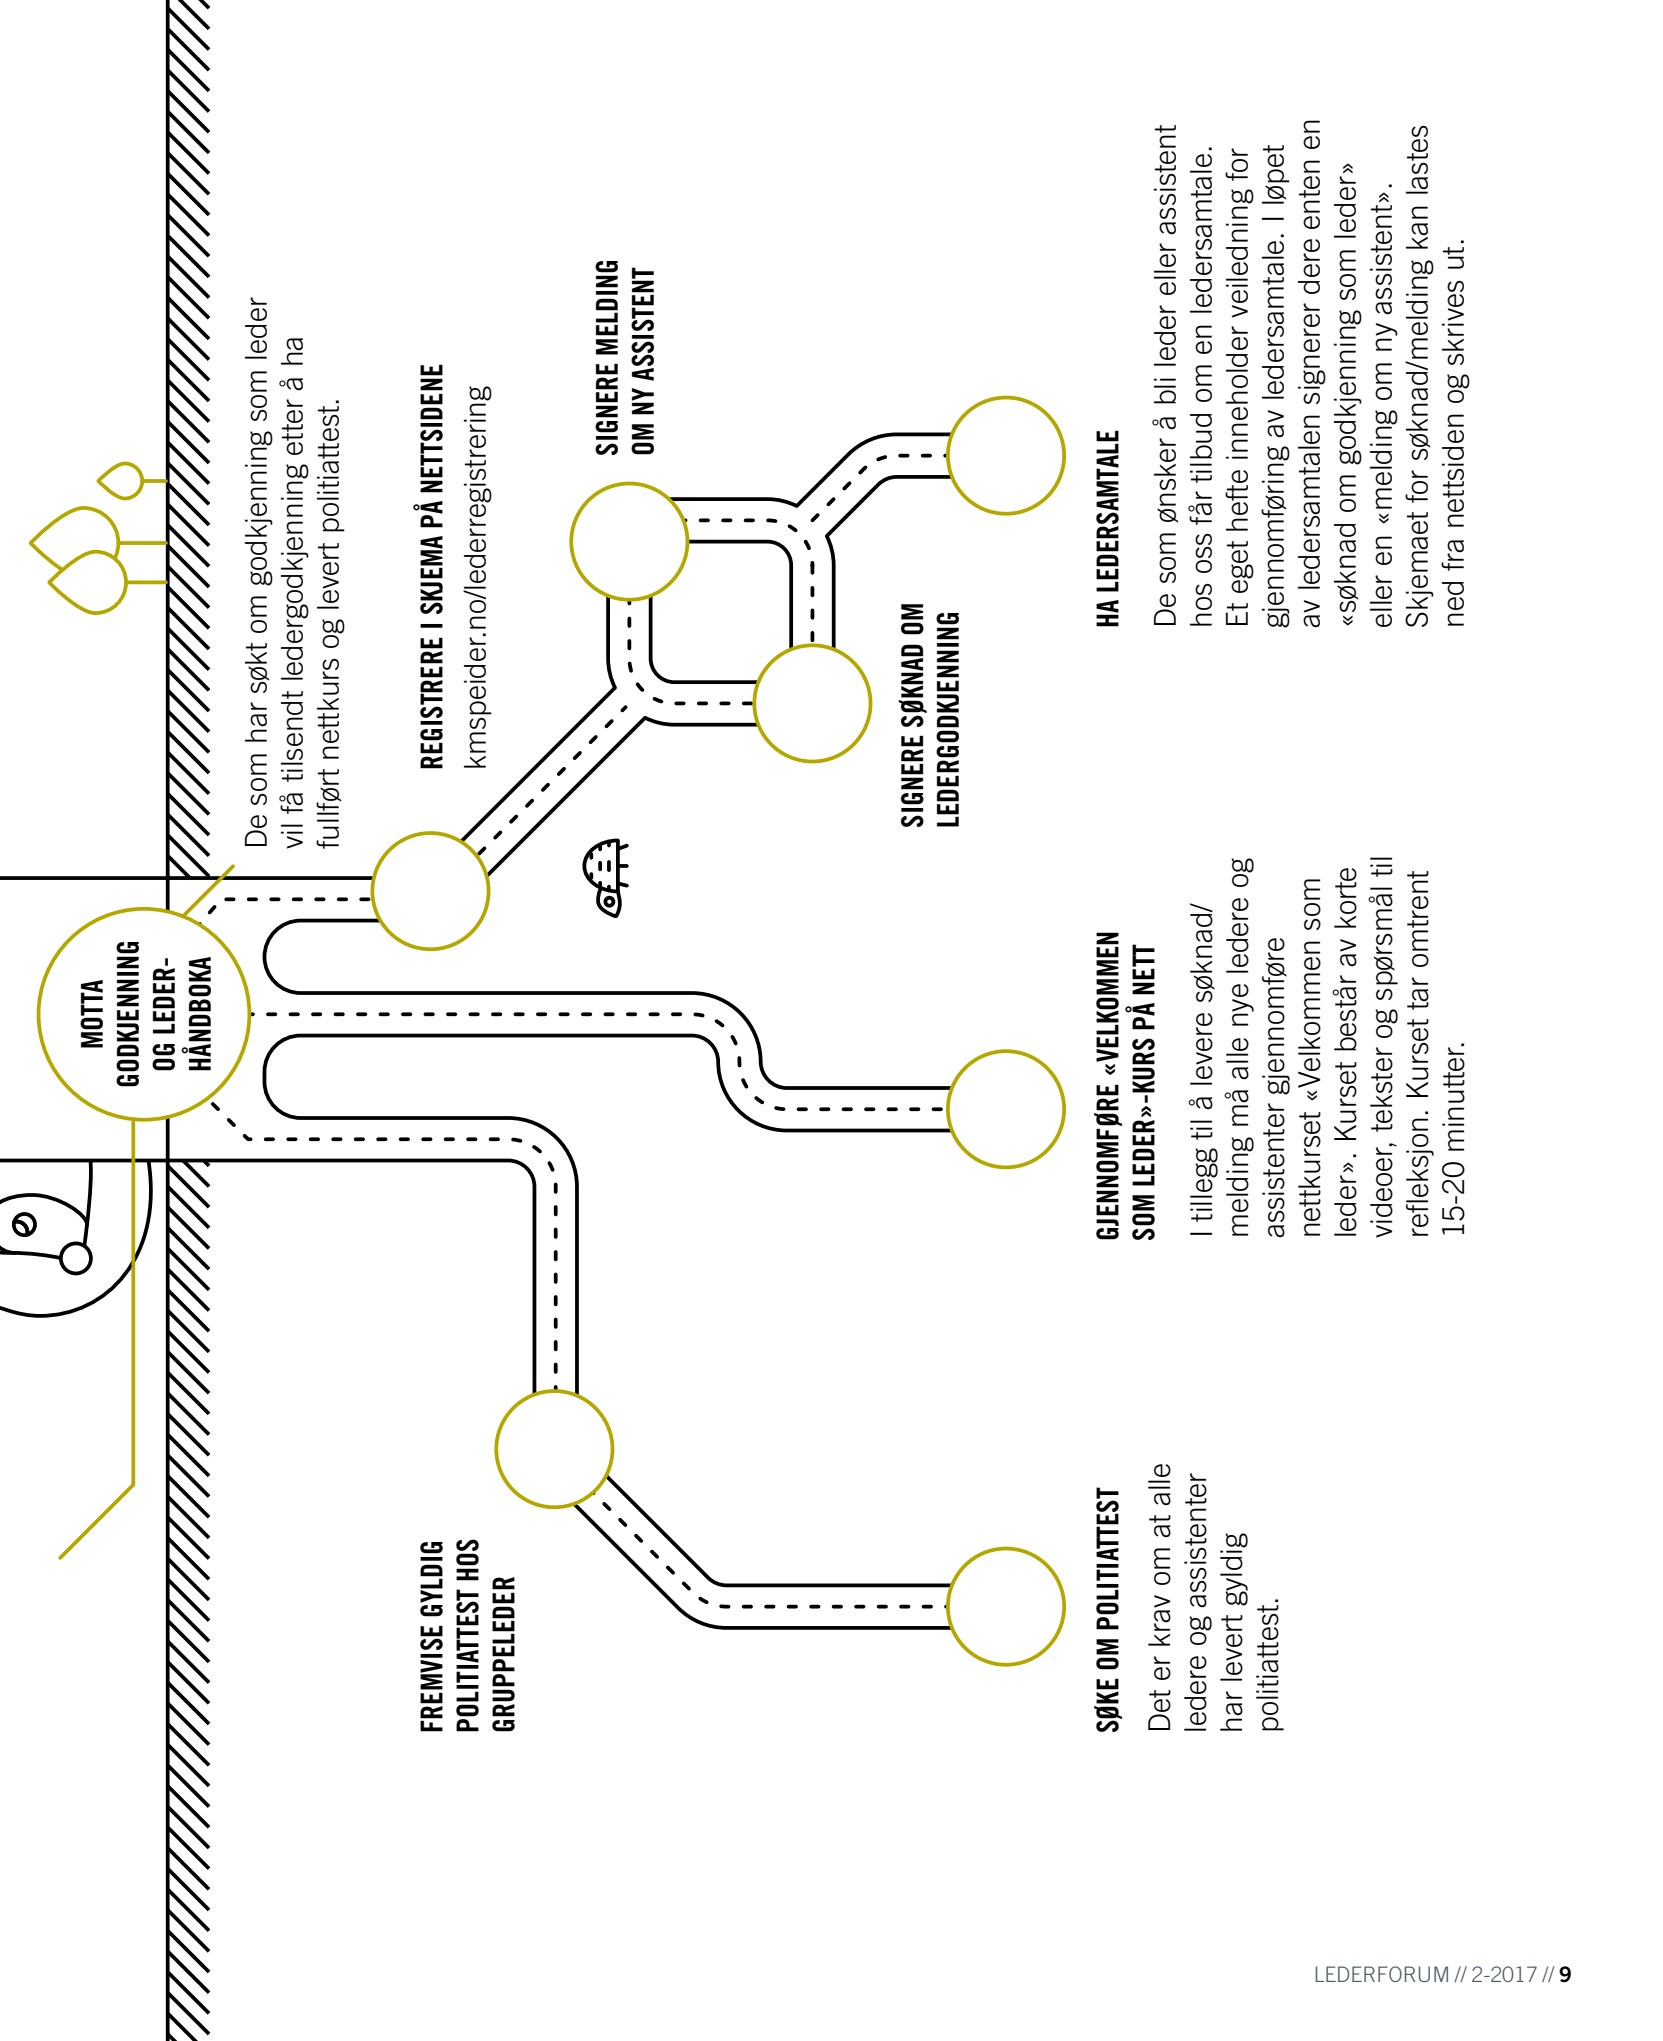 MOTTA
GODKJENNING
OG LEDER-
HÅNDBOKA
De som har søkt om godkjenning som leder
vil få tilsendt ledergodkjenning etter å ha
fullført nettkurs og levert politiattest.
FREMVISE GYLDIG
POLITIATTEST HOS
GRUPPELEDER
REGISTRERE I SKJEMA PÅ NETTSIDENE
kmspeider.no/lederregistrering
SIGNERE MELDING
OM NY ASSISTENT
SIGNERE SØKNAD OM
LEDERGODKJENNING
SØKE OM POLITIATTEST
Det er krav om at alle
ledere og assistenter
har levert gyldig
politiattest.
GJENNOMFØRE «VELKOMMEN
SOM LEDER»-KURS PÅ NETT
I tillegg til å levere søknad/
melding må alle nye ledere og
assistenter gjennomføre
nettkurset «Velkommen som
leder». Kurset består av korte
videoer, tekster og spørsmål til
refleksjon. Kurset tar omtrent
15-20 minutter.
HA LEDERSAMTALE
De som ønsker å bli leder eller assistent
hos oss får tilbud om en ledersamtale.
Et eget hefte inneholder veiledning for
gjennomføring av ledersamtale. I løpet
av ledersamtalen signerer dere enten en
«søknad om godkjenning som leder»
eller en «melding om ny assistent».
Skjemaet for søknad/melding kan lastes
ned fra nettsiden og skrives ut.
LEDERFORUM // 2-2017 // 9